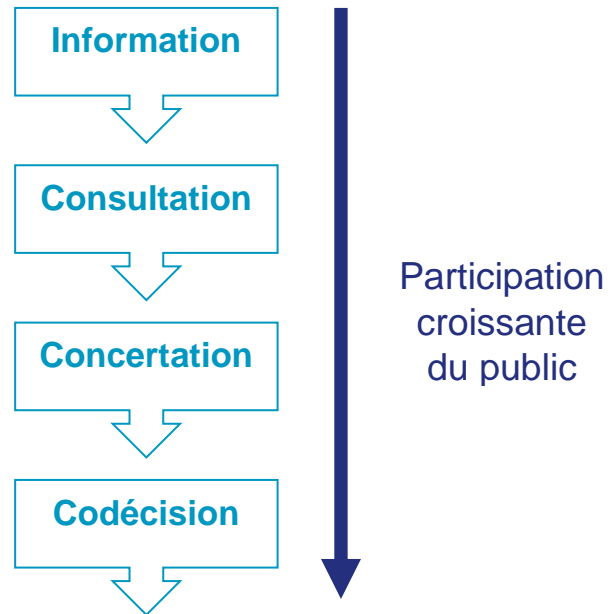 Information
Consultation
Concertation
Codécision
Participation
croissante
du public